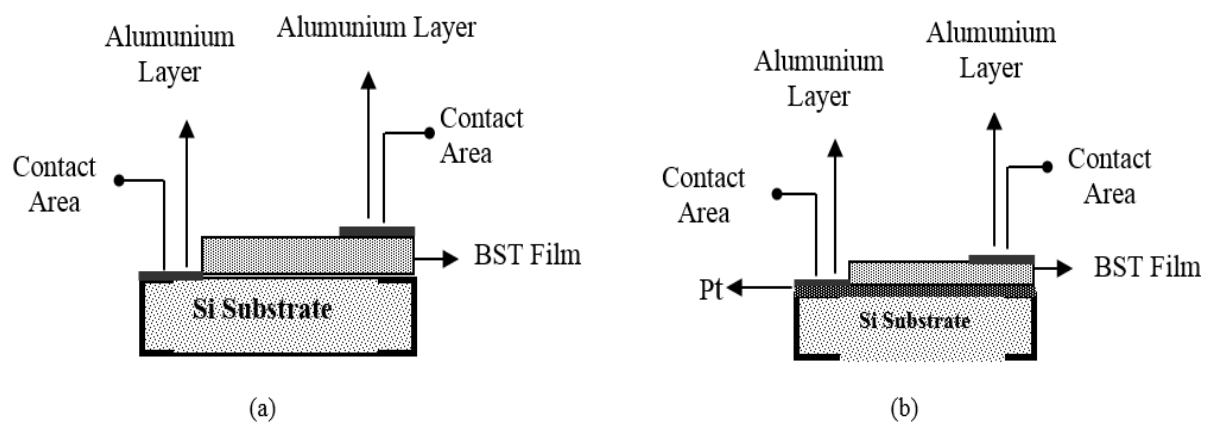 Alumunium
Layer
Alumunium Layer
Contact
Area
Contact
Area
BST Film
Si Substrate
(a)
Alumunium
Layer
Alumunium
Layer
Contact
Area
Contact
Area
BST Film
Pt
Si Substrate
(b)